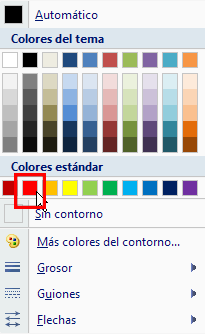 Automático
Colores del tema
Colores estándar
Sin contorno
Más colores del contorno...
Grosor
Guiones
Flechas